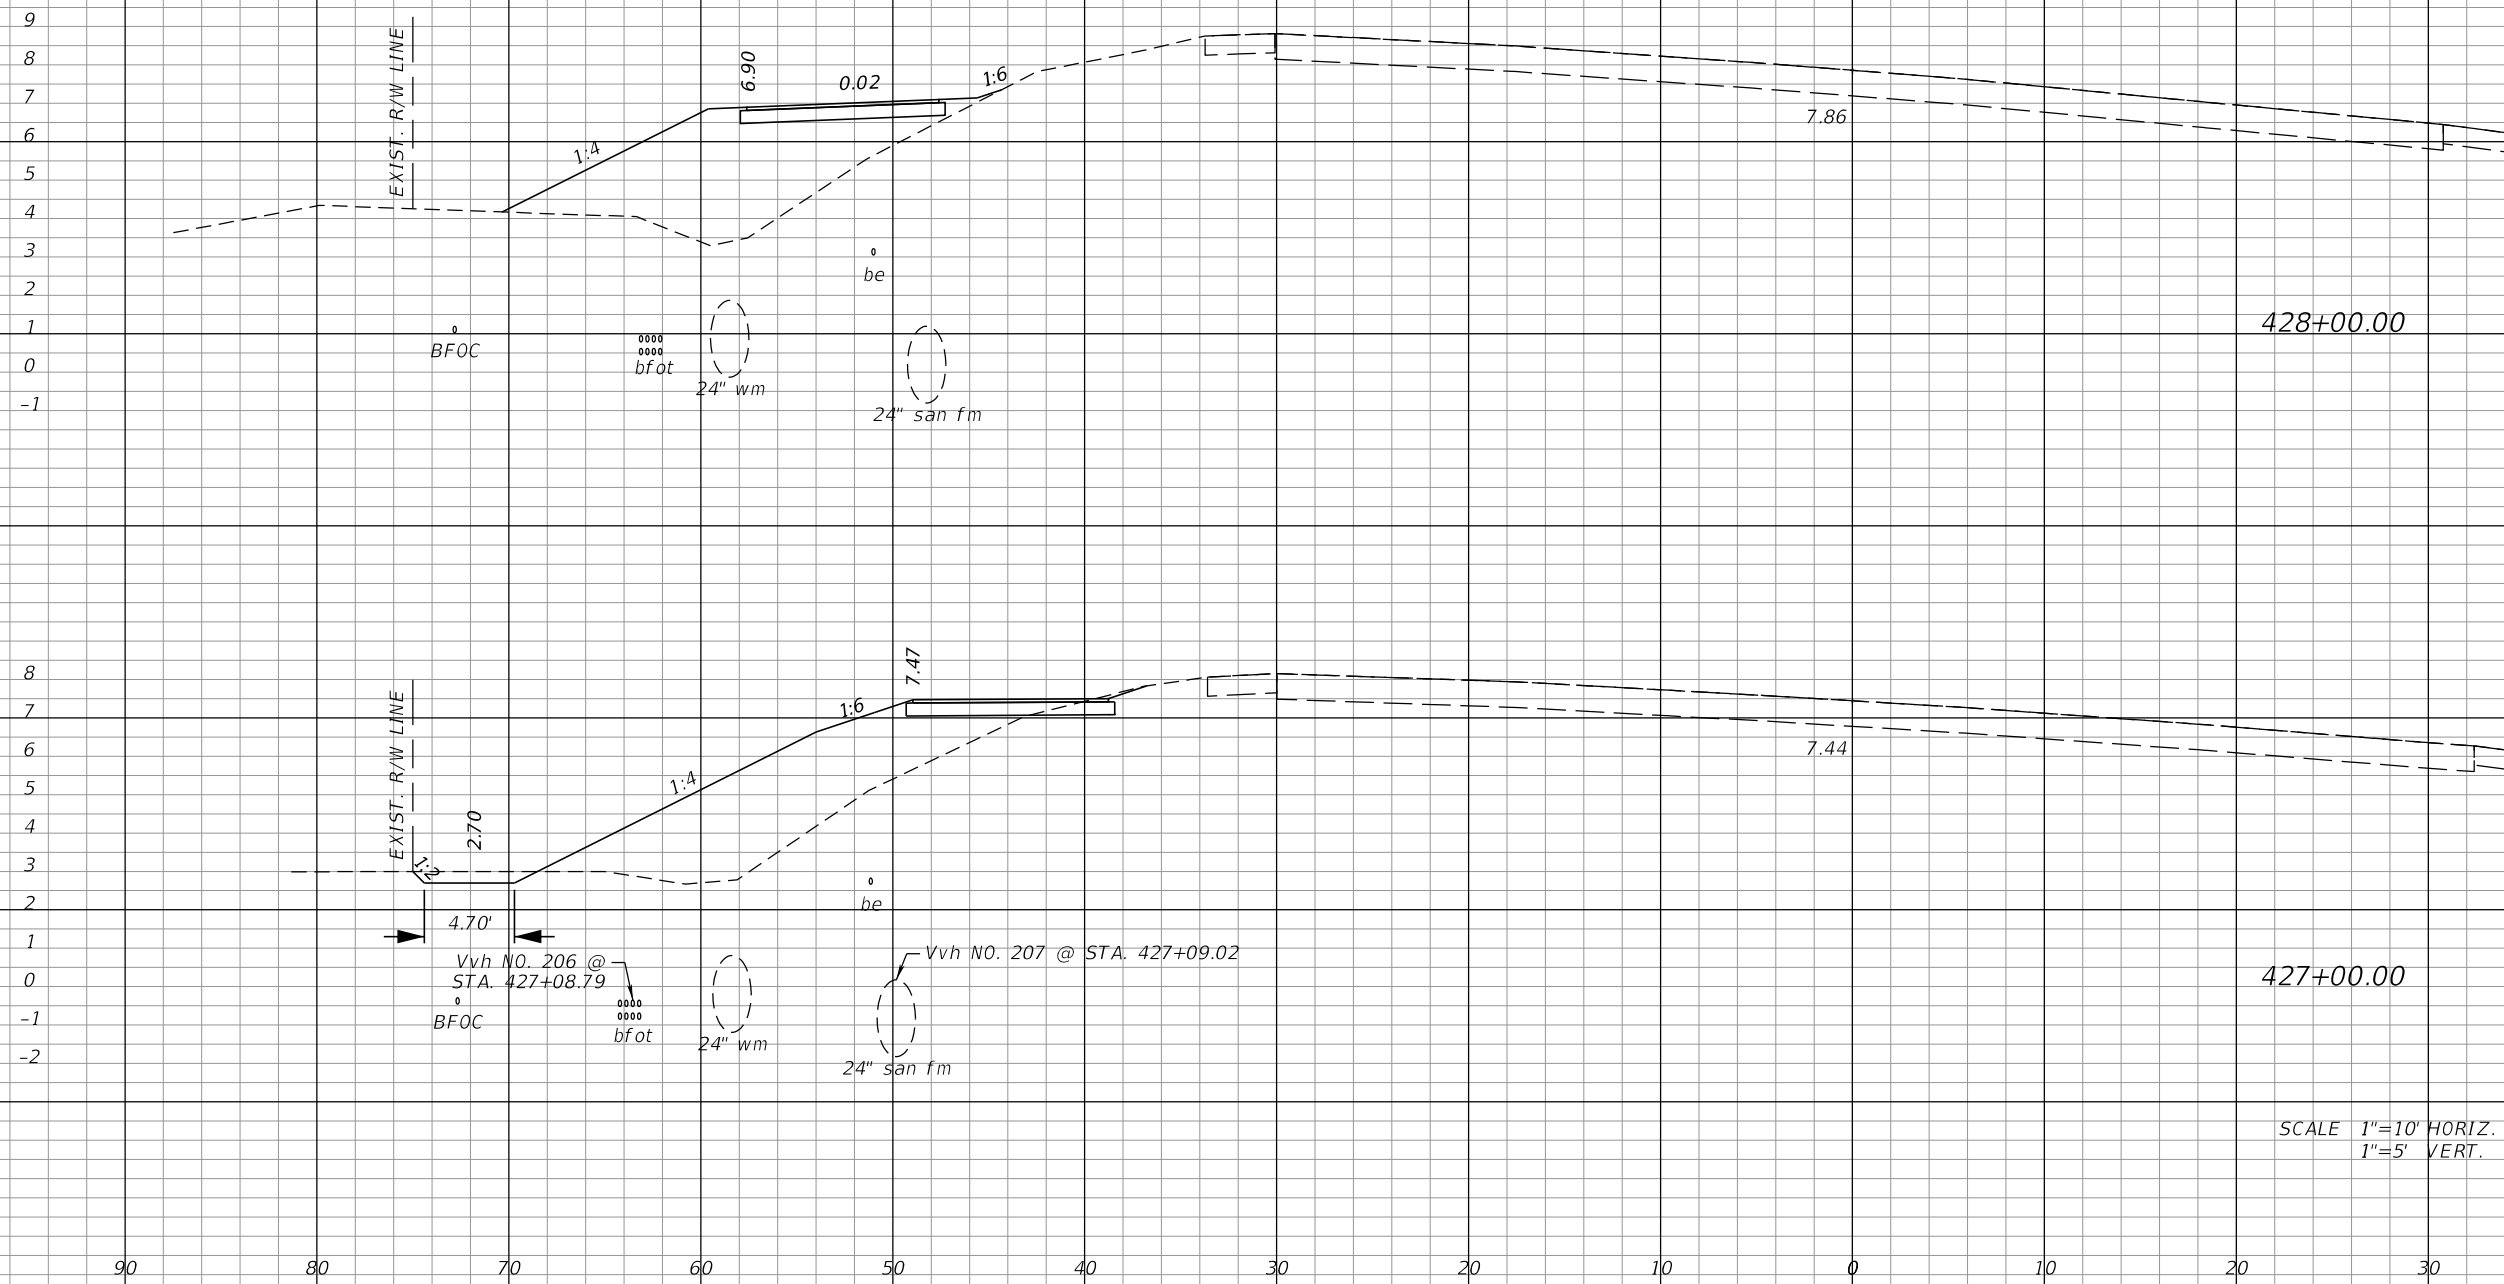 9
8
7
6
5
4
3
2
1
0
-1
EXIST. R/W LINE
1:4
6.90
0.02
1:6
7.86
be
BFOC
bfot
24" wm
24" san fm
428+00.00
8
7
6
5
4
3
2
1
0
-1
-2
EXIST. R/W LINE
1:2
2.70
4.70'
1:4
1:6
7.47
7.44
be
Vvh NO. 206 @
STA. 427+08.79
Vvh NO. 207 @ STA. 427+09.02
BFOC
bfot
24" wm
24" san fm
427+00.00
SCALE 1"=10' HORIZ.
1"=5' VERT.
90 80 70 60 50 40 30 20 10 0 10 20 30